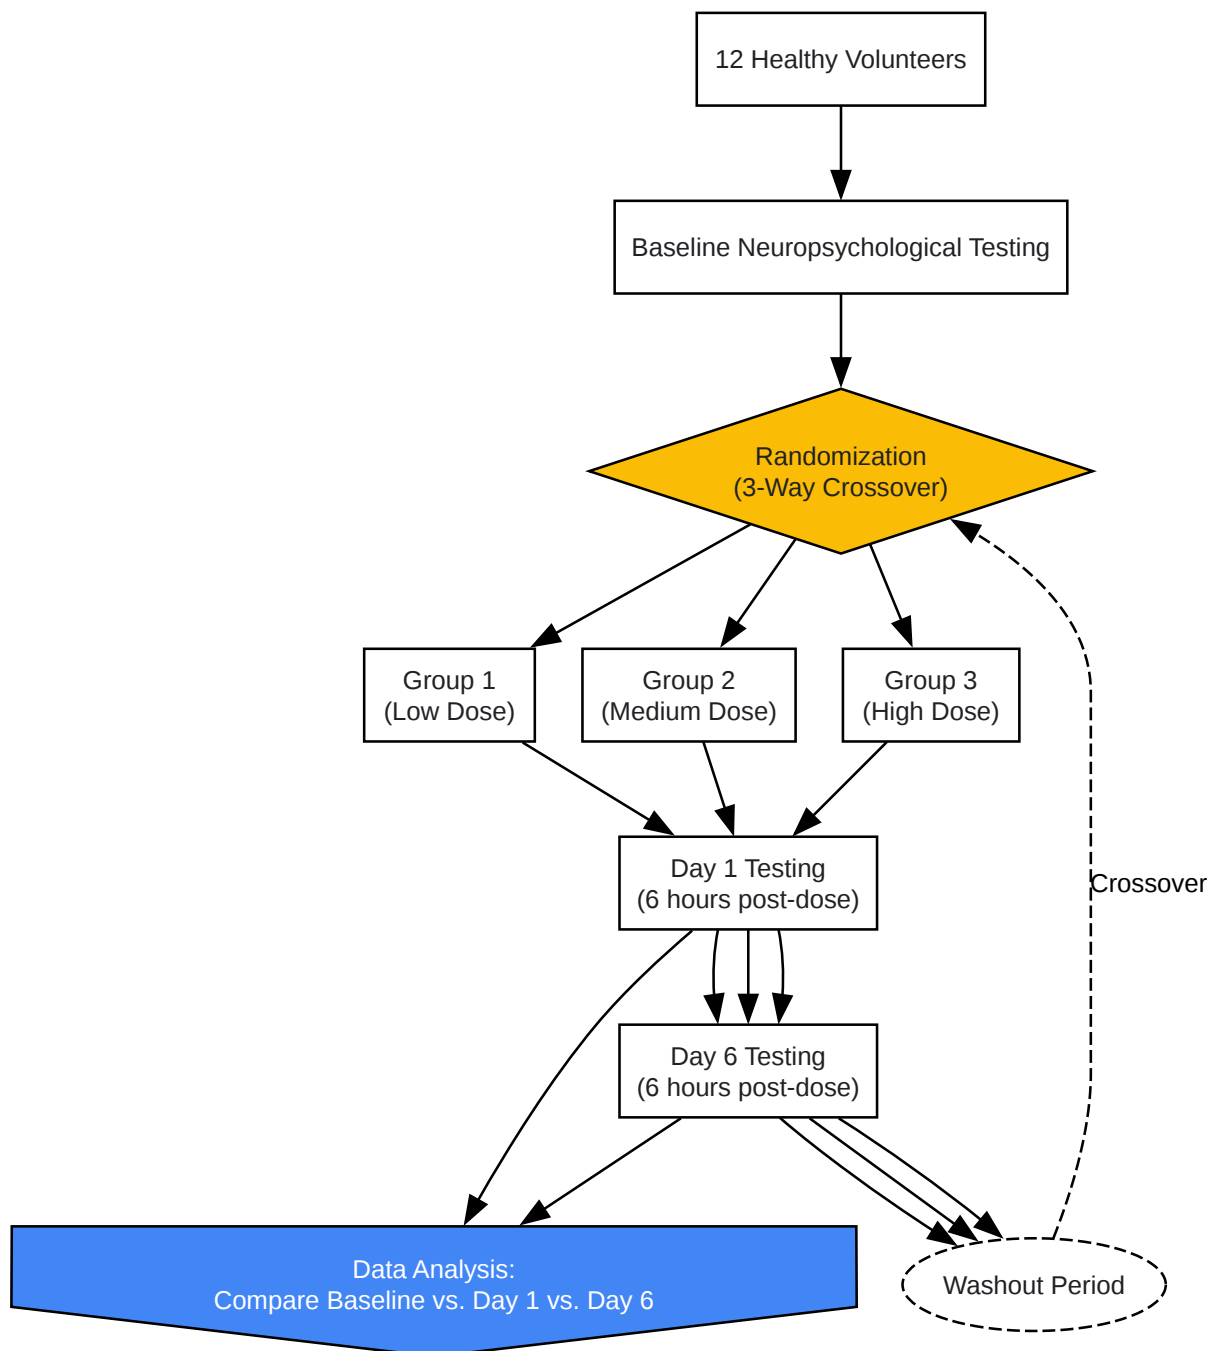 12 Healthy Volunteers
Baseline Neuropsychological Testing
Randomization
(3-Way Crossover)
Group 1
(Low Dose)
Group 2
(Medium Dose)
Group 3
(High Dose)
Day 1 Testing
(6 hours post-dose)
Crossover
Day 6 Testing
(6 hours post-dose)
Data Analysis:
Compare Baseline vs. Day 1 vs. Day 6
Washout Period